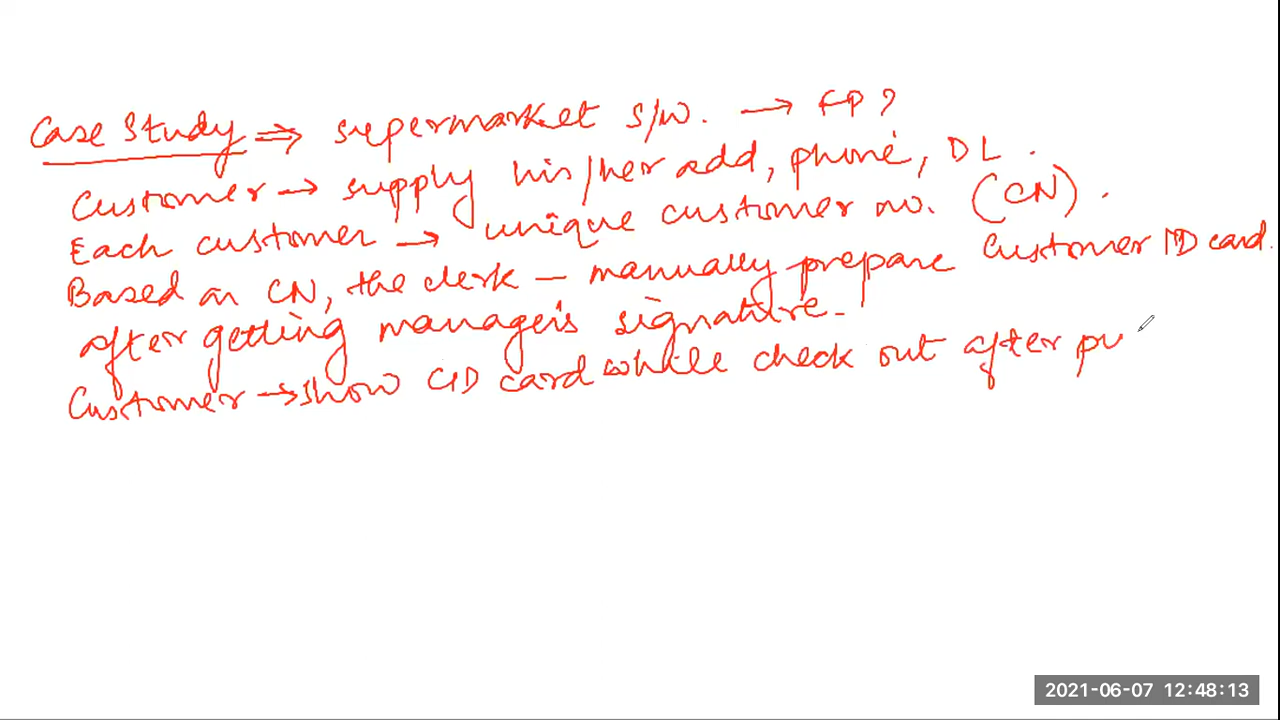 Case Study ⇒ supermarket s/w. → FP?
Customer → supply his/her add, phone, DL.
Each customer → unique customer no. (CN).
Based on CN, the clerk - manually prepare Customer ID card.
after getting manager's signature.
Customer → show CID card while check out after pu
2021-06-07 12:48:13